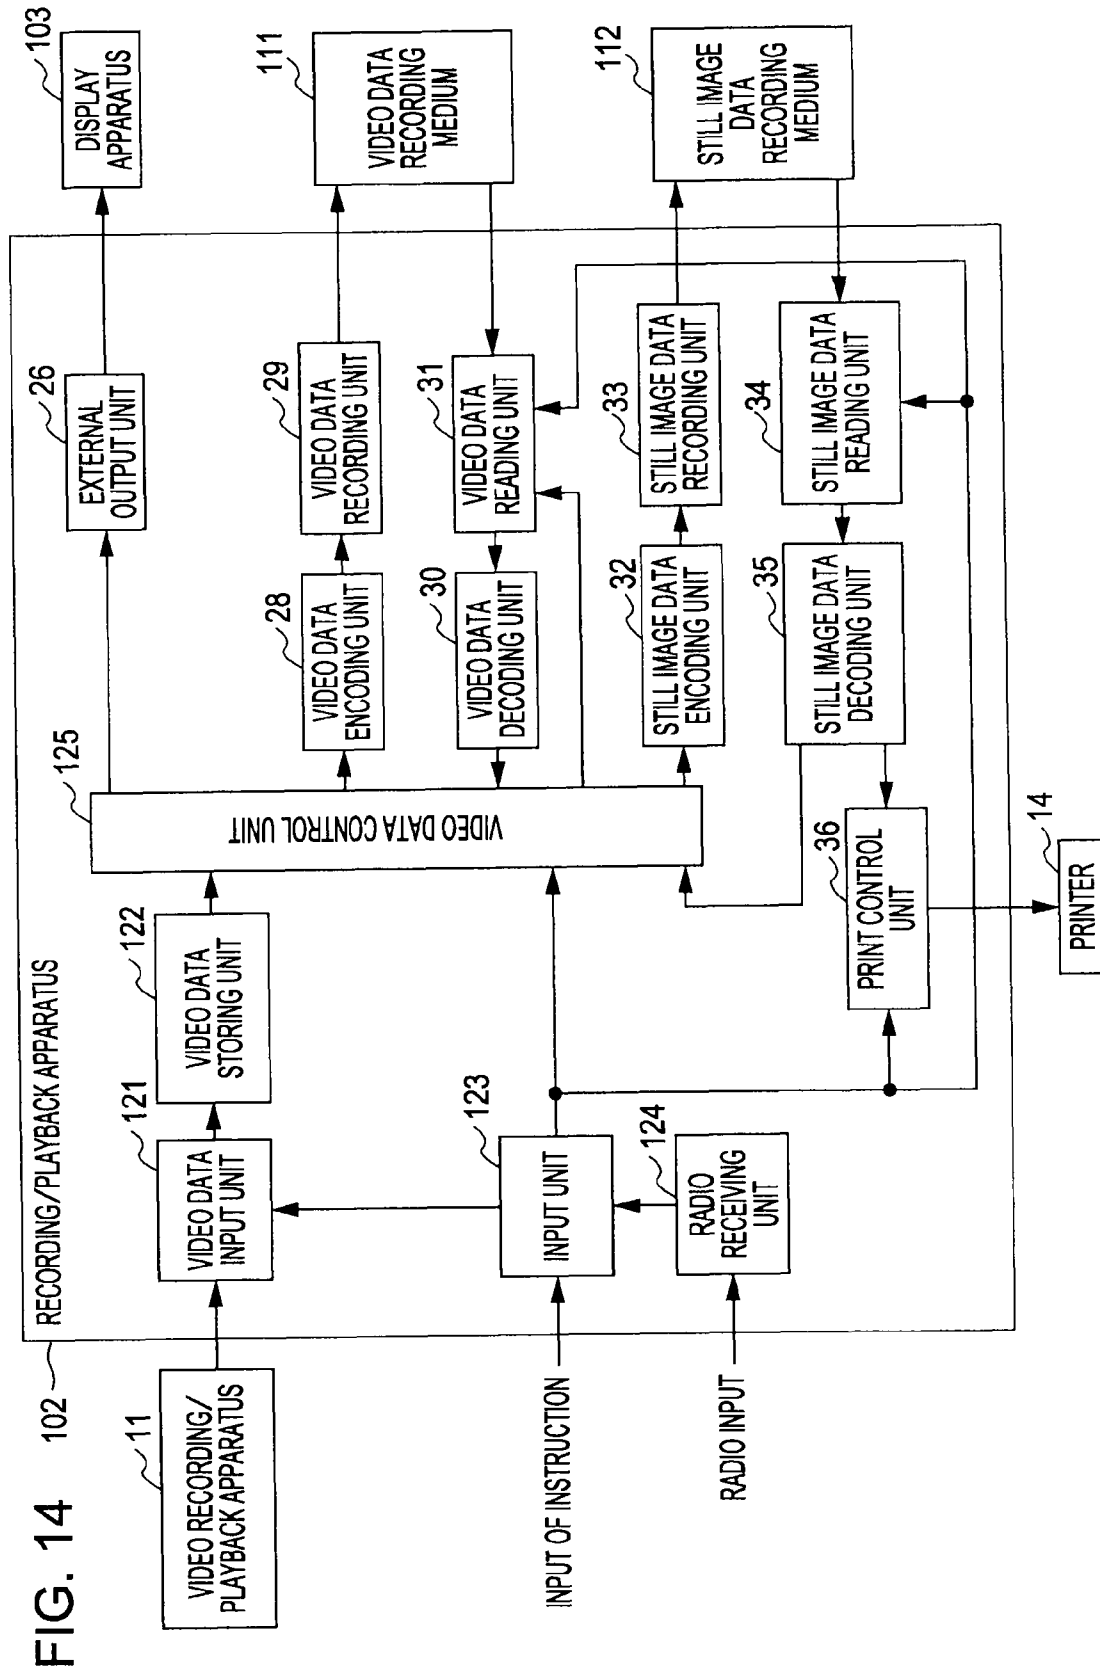 FIG. 14
102
RECORDING/PLAYBACK APPARATUS
11
VIDEO RECORDING/
PLAYBACK APPARATUS
121
VIDEO DATA
INPUT UNIT
122
VIDEO DATA
STORING UNIT
125
VIDEO DATA CONTROL UNIT
26
EXTERNAL
OUTPUT UNIT
103
DISPLAY
APPARATUS
28
VIDEO DATA
ENCODING UNIT
29
VIDEO DATA
RECORDING UNIT
111
VIDEO DATA
RECORDING
MEDIUM
30
VIDEO DATA
DECODING UNIT
31
VIDEO DATA
READING UNIT
INPUT OF INSTRUCTION
123
INPUT UNIT
RADIO INPUT
124
RADIO
RECEIVING
UNIT
32
STILL IMAGE DATA
ENCODING UNIT
33
STILL IMAGE DATA
RECORDING UNIT
112
STILL IMAGE
DATA
RECORDING
MEDIUM
35
STILL IMAGE DATA
DECODING UNIT
34
STILL IMAGE DATA
READING UNIT
36
PRINT CONTROL
UNIT
14
PRINTER